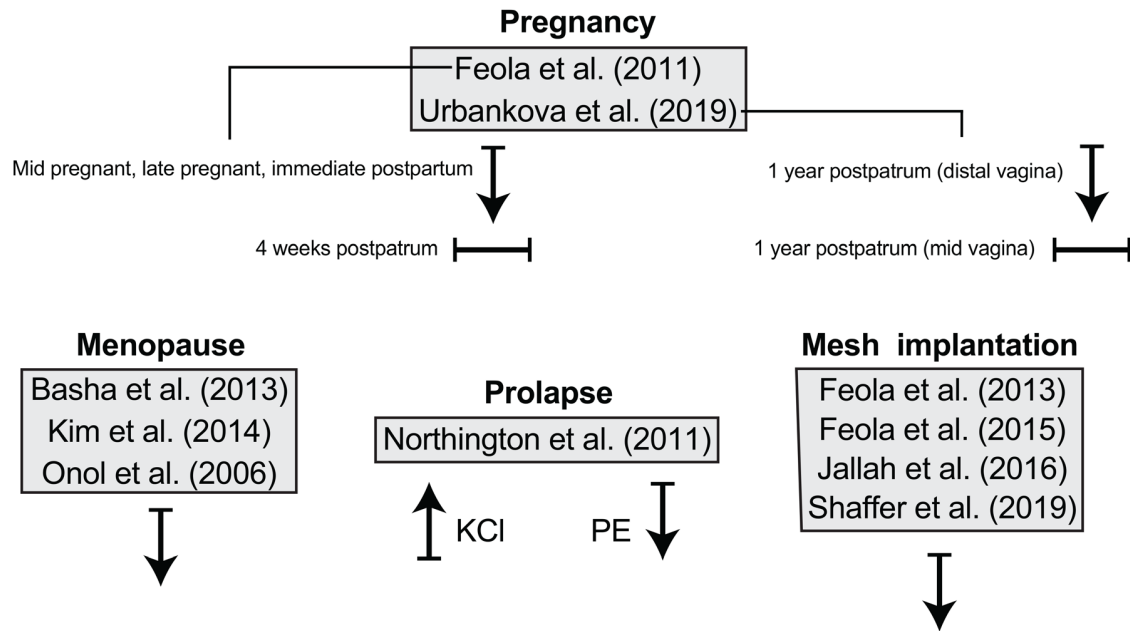 Pregnancy
Feola et al. (2011)
Urbankova et al. (2019)
Mid pregnant, late pregnant, immediate postpartum
1 year postpatrum (distal vagina)
4 weeks postpatrum
1 year postpatrum (mid vagina)
Menopause
Basha et al. (2013)
Kim et al. (2014)
Onol et al. (2006)
Prolapse
Northington et al. (2011)
KCl
PE
Mesh implantation
Feola et al. (2013)
Feola et al. (2015)
Jallah et al. (2016)
Shaffer et al. (2019)